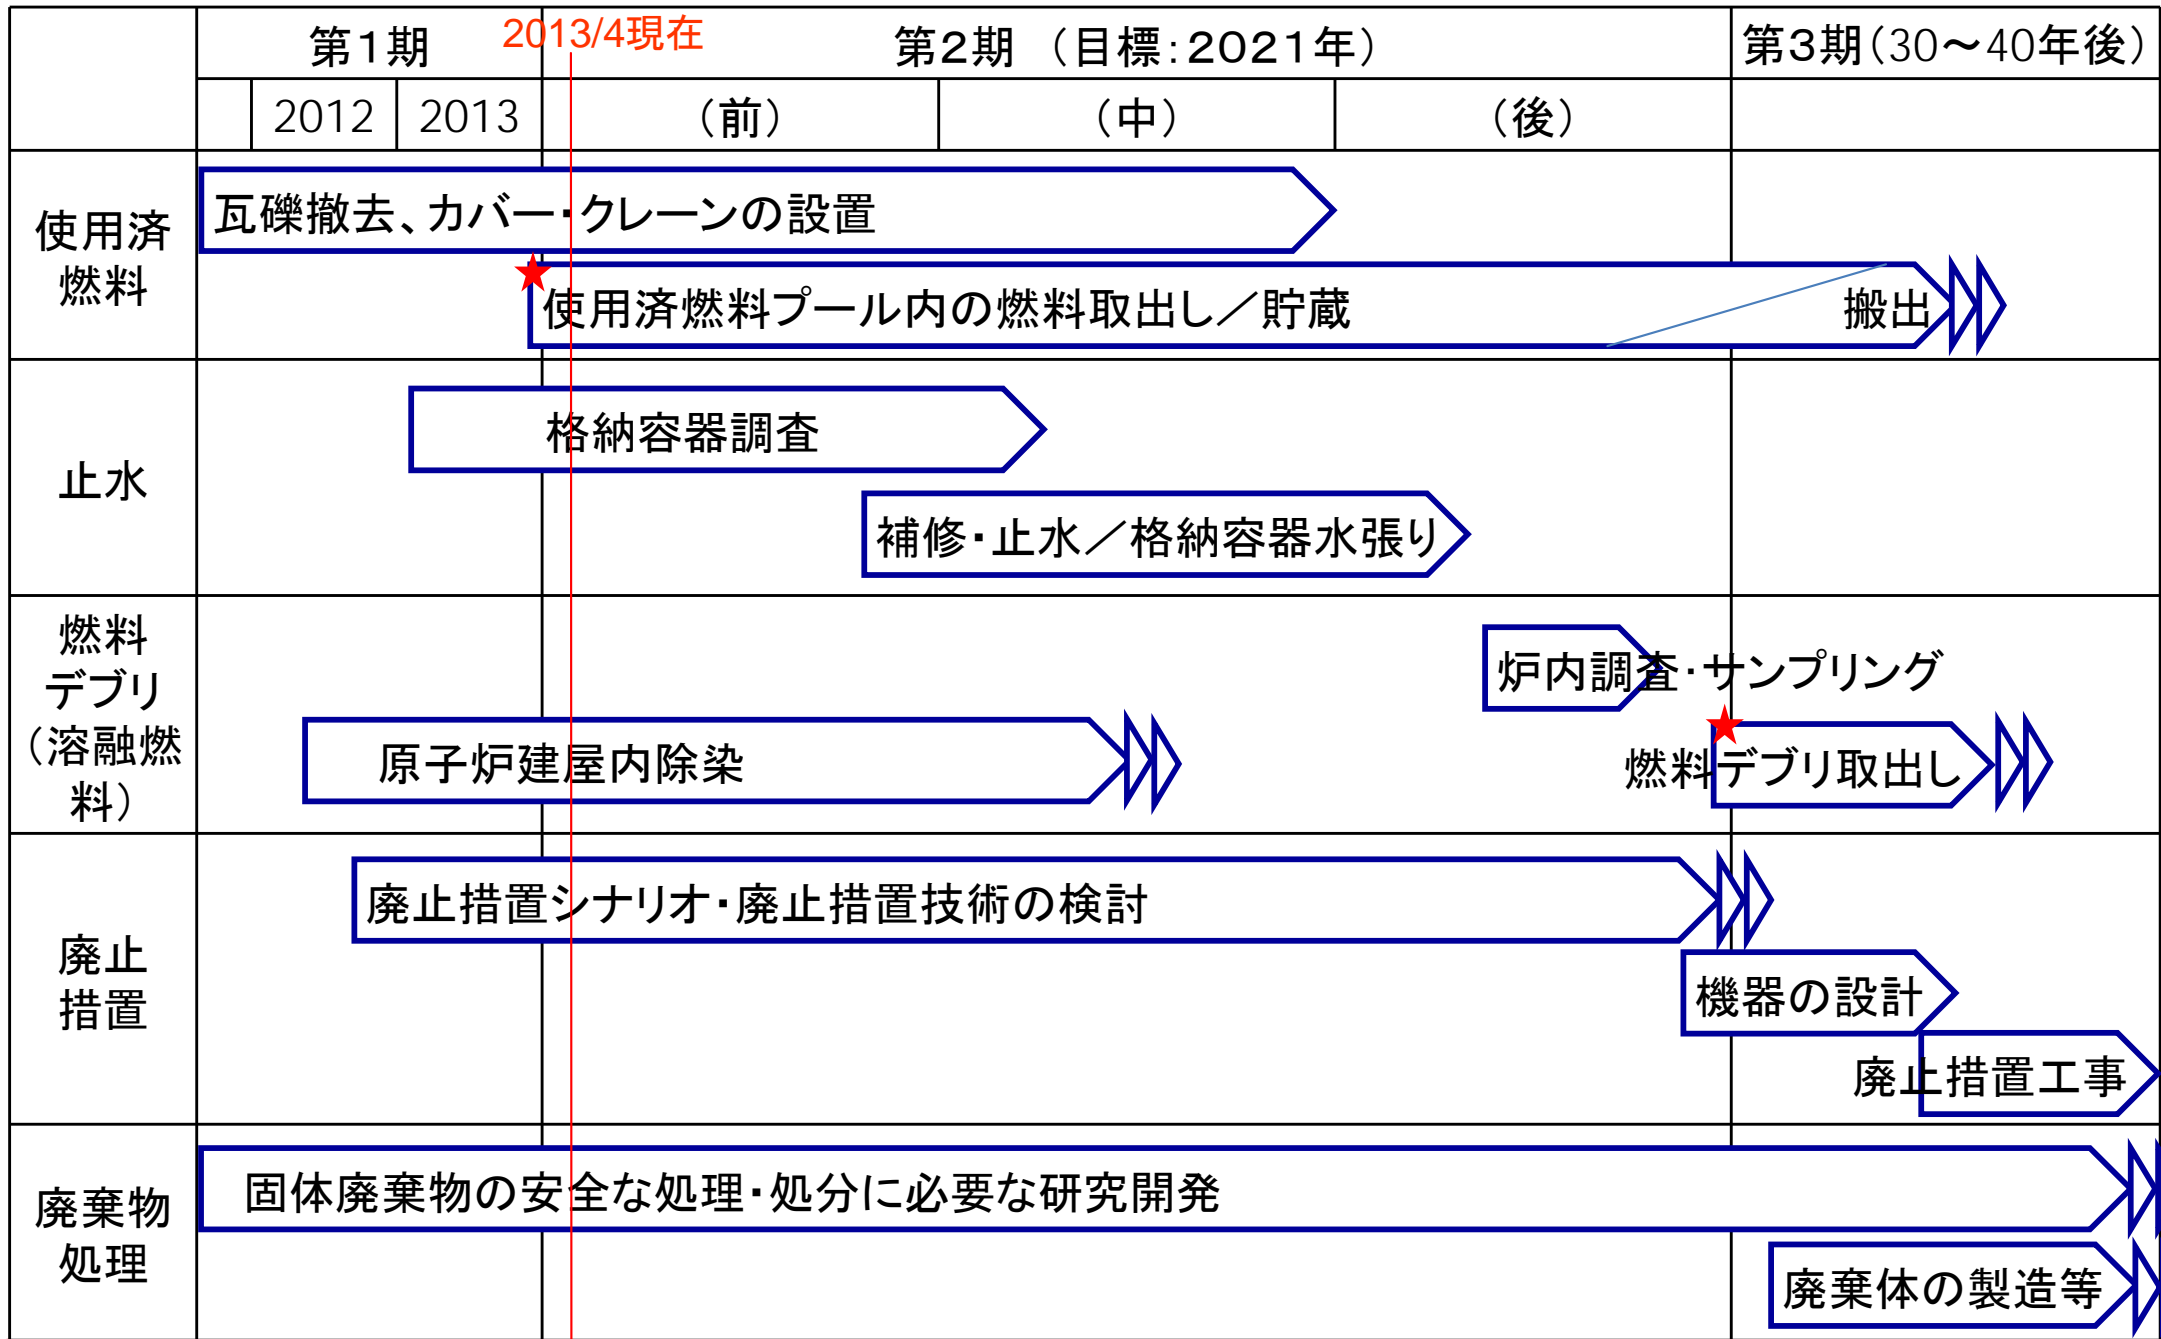 第1期
2013/4現在
第2期 (目標:2021年)
第3期(30～40年後)
2012
2013
(前)
(中)
(後)
使用済
燃料
瓦礫撤去、カバー・クレーンの設置
使用済燃料プール内の燃料取出し／貯蔵
搬出
止水
格納容器調査
補修・止水／格納容器水張り
燃料
デブリ
(溶融燃
料)
炉内調査・サンプリング
原子炉建屋内除染
燃料デブリ取出し
廃止
措置
廃止措置シナリオ・廃止措置技術の検討
機器の設計
廃止措置工事
廃棄物
処理
固体廃棄物の安全な処理・処分に必要な研究開発
廃棄体の製造等